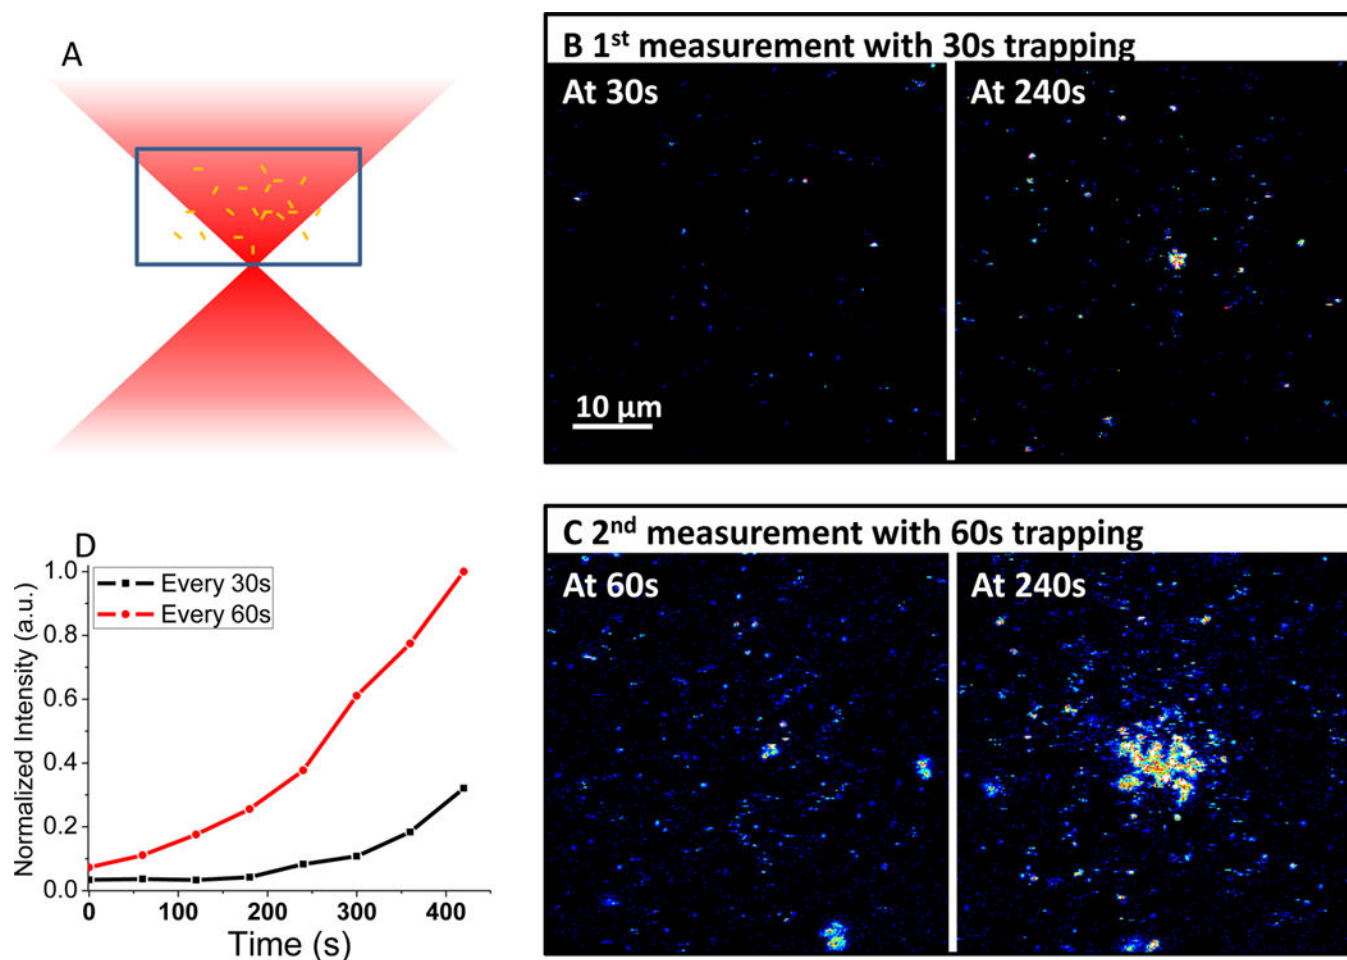 A
B 1st measurement with 30s trapping
At 30s
At 240s
10 µm
C 2nd measurement with 60s trapping
At 60s
At 240s
D
Every 30s
Every 60s
Normalized Intensity (a.u.)
1.0
0.8
0.6
0.4
0.2
0.0
0 100 200 300 400
Time (s)